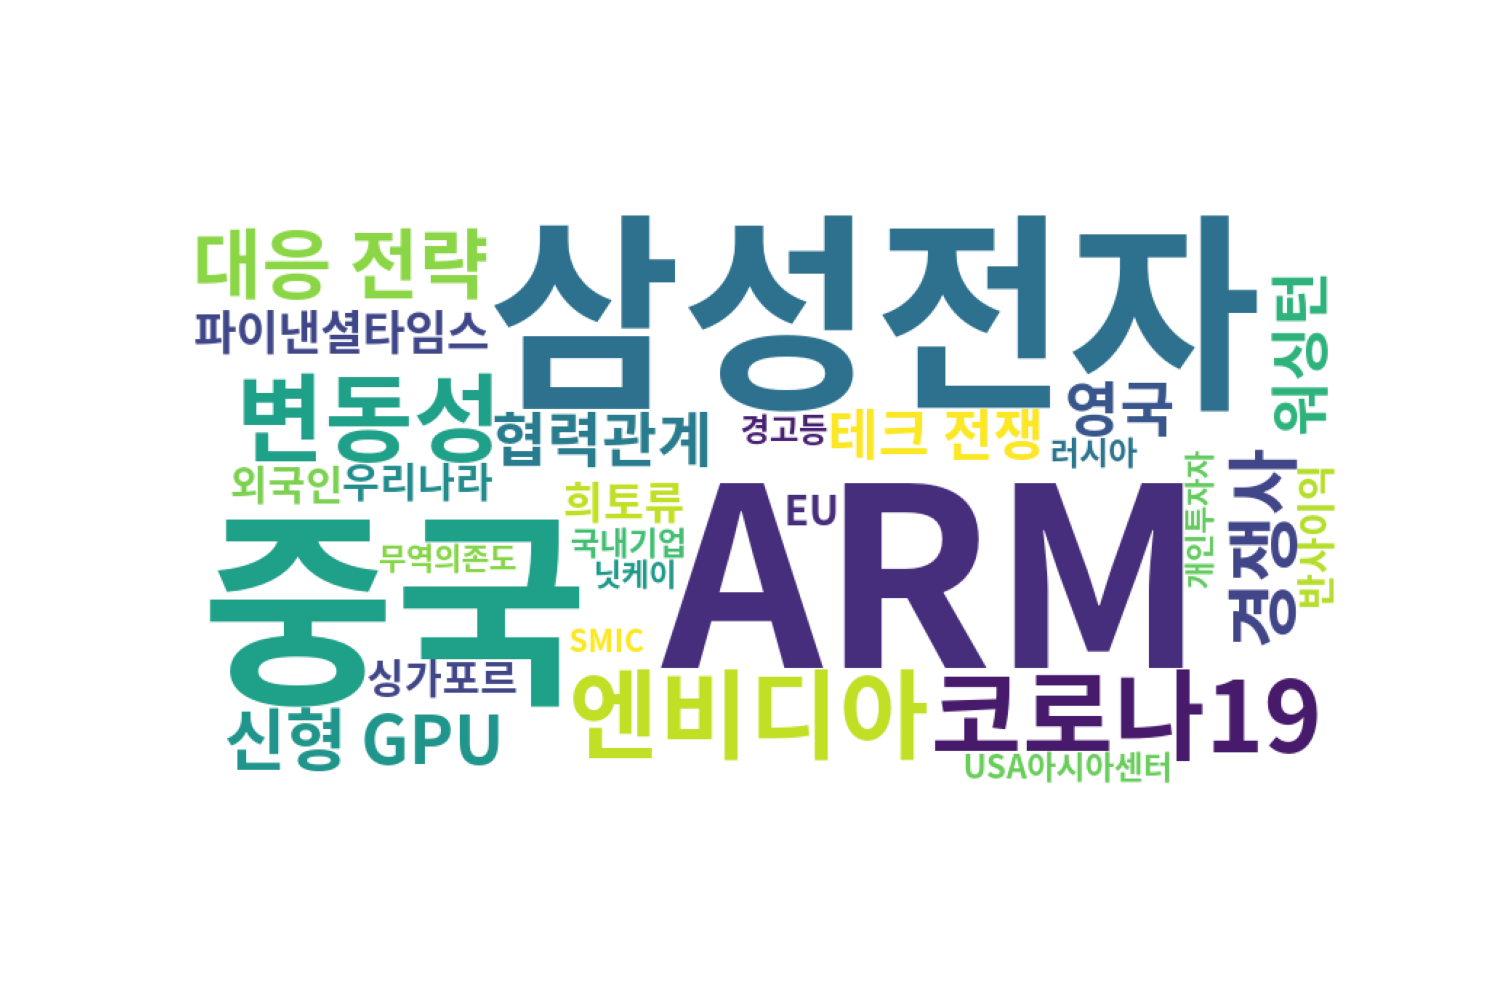 삼성전자
대응 전략
파이낸셜타임스
워싱턴
변동성
협력관계
경고등
테크 전쟁
영국
러시아
외국인
우리나라
희토류
EU
ARM
개인투자자
경쟁사
반사이익
중국
무역의존도
국내기업
닛케이
SMIC
싱가포르
신형 GPU
엔비디아
코로나19
USA아시아센터